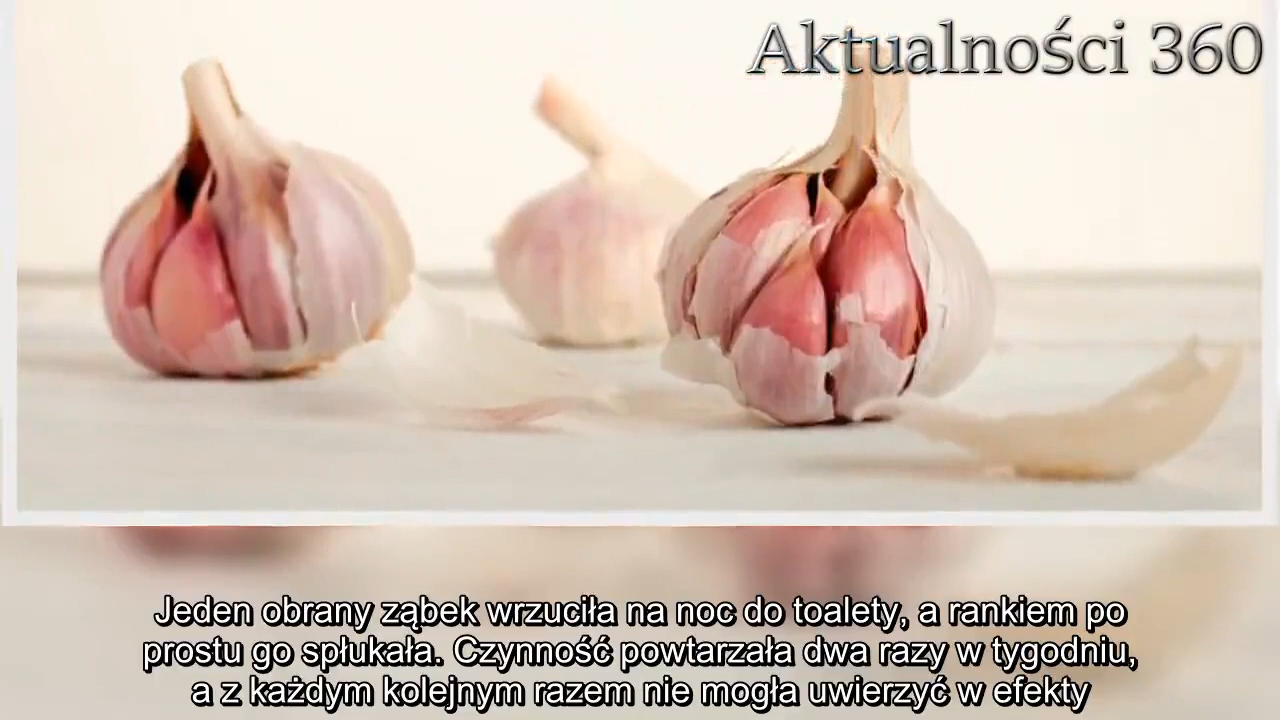 Aktualności 360
Jeden obrany ząbek wrzuciła na noc do toalety, a rankiem po
prostu go spłukała. Czynność powtarzała dwa razy w tygodniu,
a z każdym kolejnym razem nie mogła uwierzyć w efekty